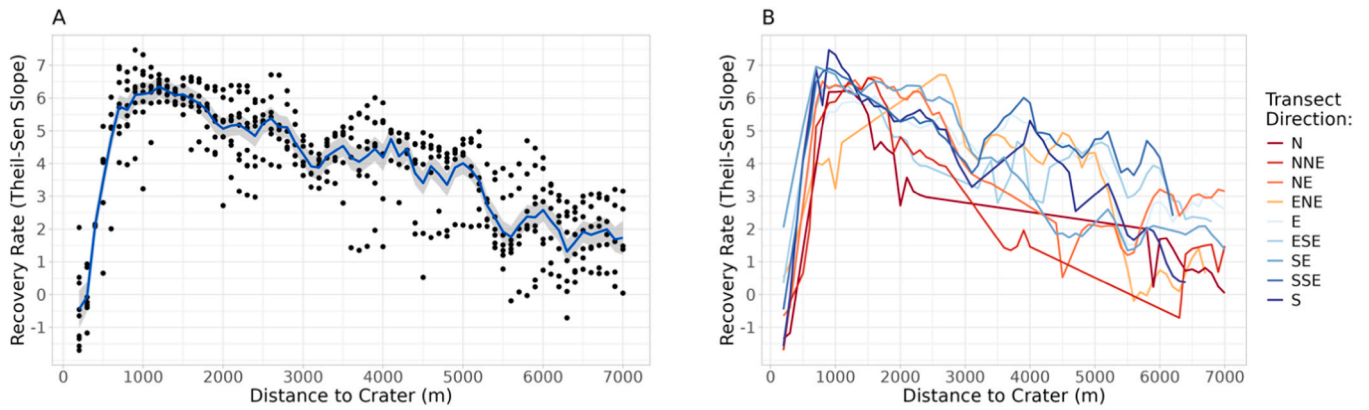 A
Recovery Rate (Theil-Sen Slope)
7
6
5
4
3
2
1
0
-1
0 1000 2000 3000 4000 5000 6000 7000
Distance to Crater (m)
B
Recovery Rate (Theil-Sen Slope)
7
6
5
4
3
2
1
0
-1
0 1000 2000 3000 4000 5000 6000 7000
Distance to Crater (m)
Transect
Direction:
N
NNE
NE
ENE
E
ESE
SE
SSE
S